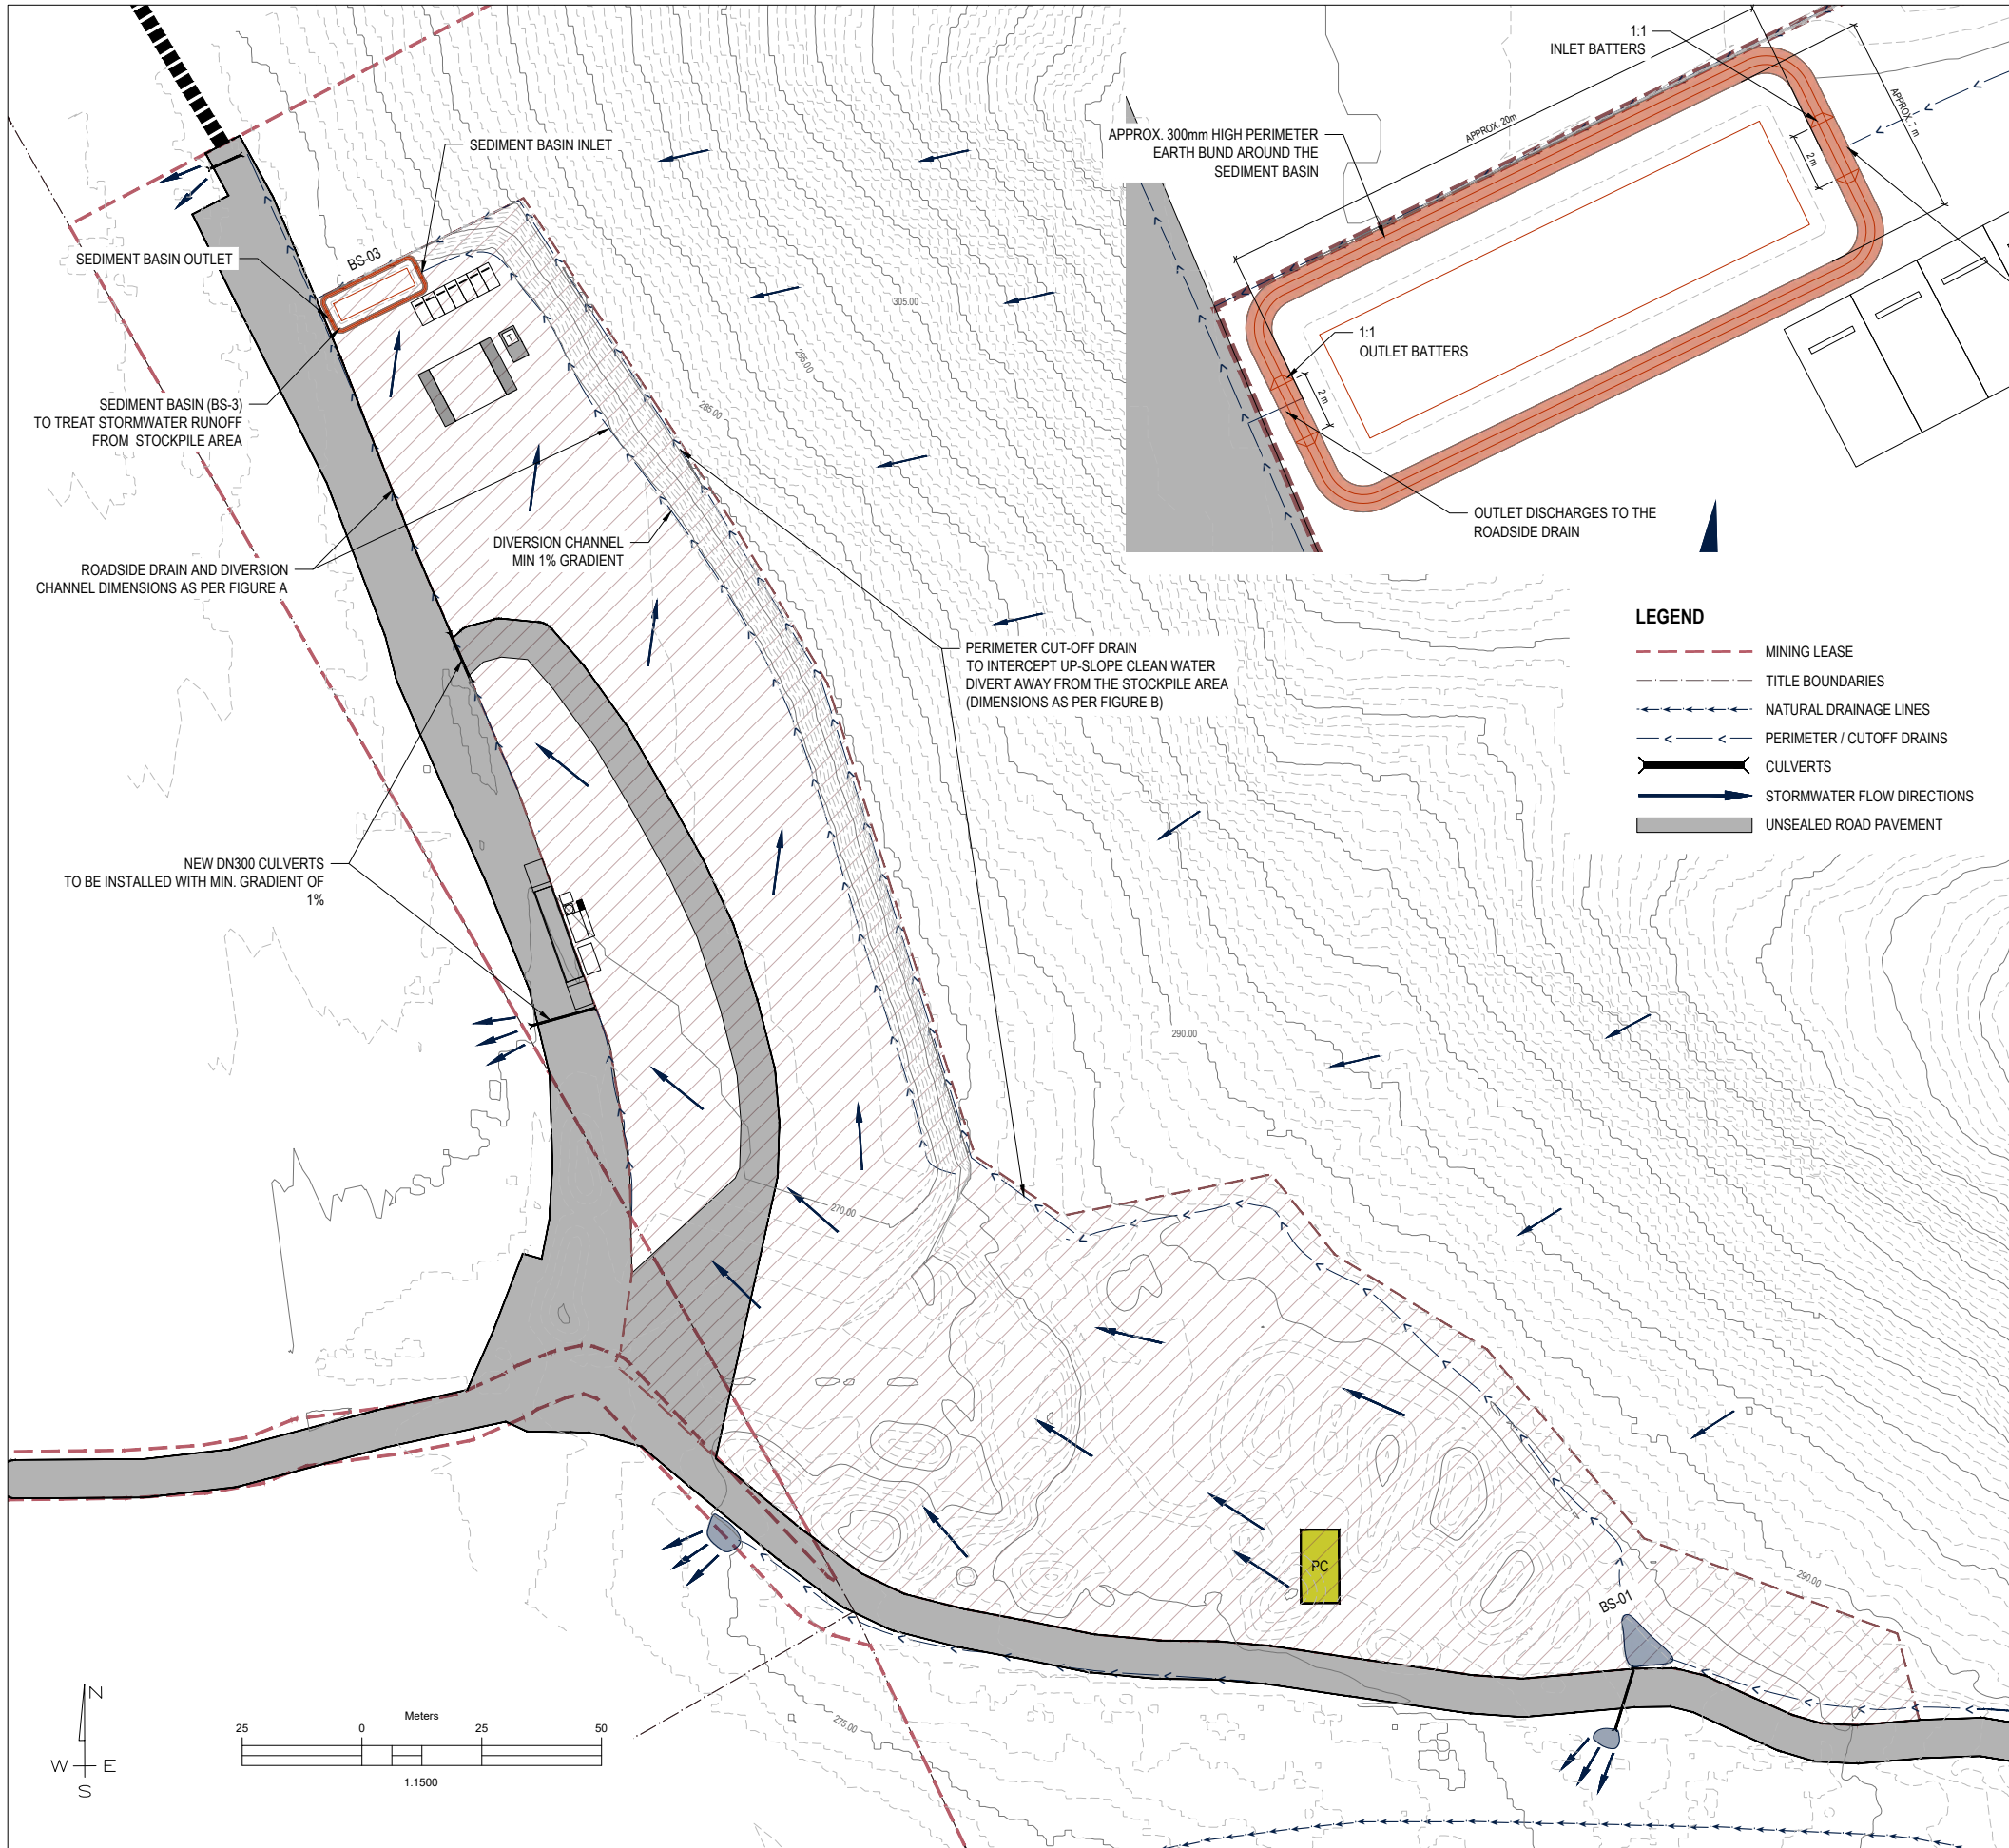 1:1
INLET BATTERS
APPROX. 20m
APPROX. 7 m
APPROX. 300mm HIGH PERIMETER
EARTH BUND AROUND THE
SEDIMENT BASIN
2 m
1:1
OUTLET BATTERS
2 m
OUTLET DISCHARGES TO THE
ROADSIDE DRAIN
SEDIMENT BASIN INLET
SEDIMENT BASIN OUTLET
BS-03
T
305.00
295.00
285.00
SEDIMENT BASIN (BS-3)
TO TREAT STORMWATER RUNOFF
FROM STOCKPILE AREA
DIVERSION CHANNEL
MIN 1% GRADIENT
ROADSIDE DRAIN AND DIVERSION
CHANNEL DIMENSIONS AS PER FIGURE A
PERIMETER CUT-OFF DRAIN
TO INTERCEPT UP-SLOPE CLEAN WATER
DIVERT AWAY FROM THE STOCKPILE AREA
(DIMENSIONS AS PER FIGURE B)
LEGEND
MINING LEASE
TITLE BOUNDARIES
NATURAL DRAINAGE LINES
PERIMETER / CUTOFF DRAINS
CULVERTS
STORMWATER FLOW DIRECTIONS
UNSEALED ROAD PAVEMENT
NEW DN300 CULVERTS
TO BE INSTALLED WITH MIN. GRADIENT OF
1%
290.00
270.00
PC
290.00
BS-01
275.00
N
W E
S
Meters
25 0 25 50
1:1500